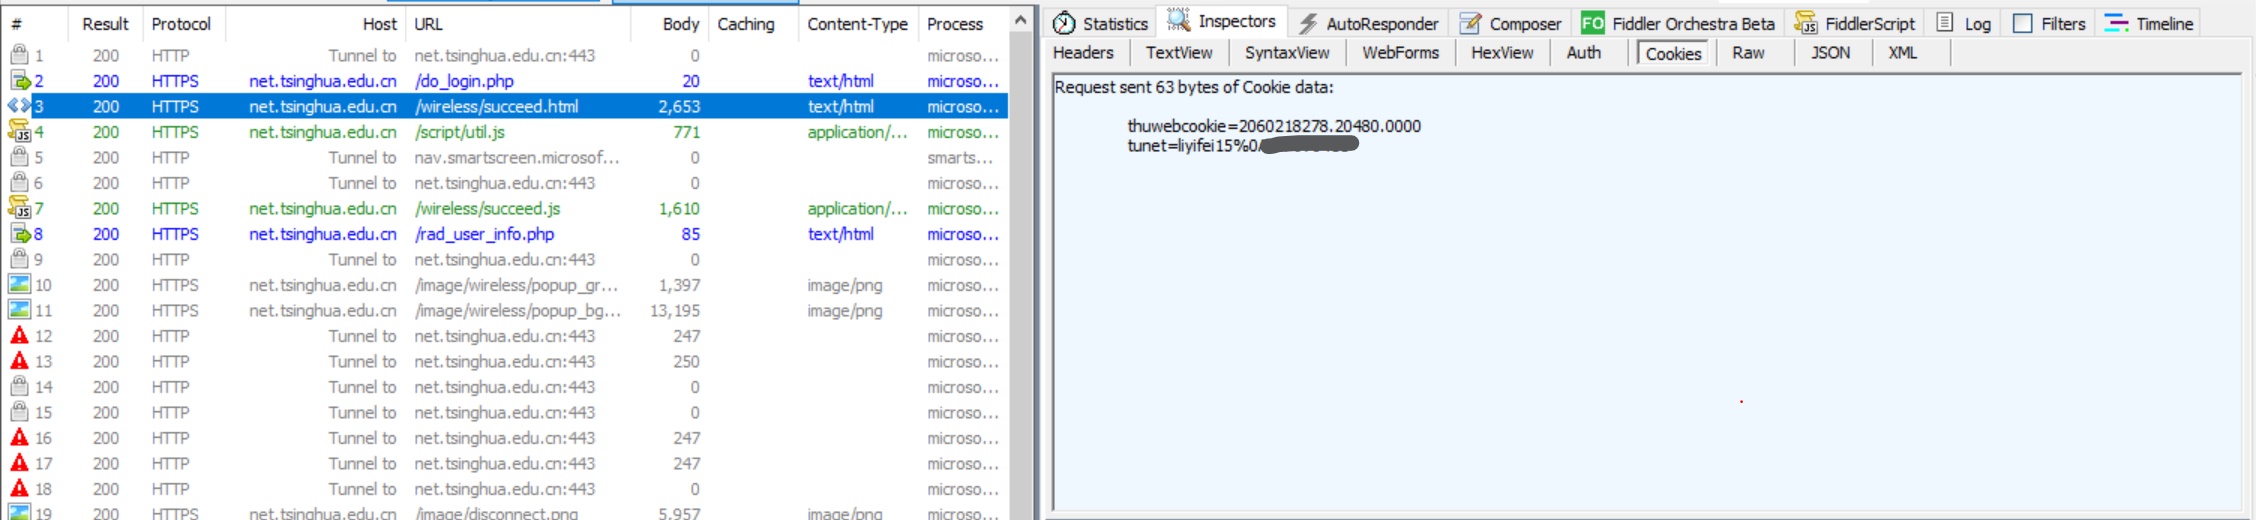 # Result Protocol Host URL Body Caching Content-Type Process
1 200 HTTP Tunnel to net.tsinghua.edu.cn:443 0 microso...
2 200 HTTPS net.tsinghua.edu.cn /do_login.php 20 text/html microso...
3 200 HTTPS net.tsinghua.edu.cn /wireless/succeed.html 2,653 text/html microso...
4 200 HTTPS net.tsinghua.edu.cn /script/util.js 771 application/... microso...
5 200 HTTP Tunnel to nav.smartscreen.microsof... 0 smarts...
6 200 HTTP Tunnel to net.tsinghua.edu.cn:443 0 microso...
7 200 HTTPS net.tsinghua.edu.cn /wireless/succeed.js 1,610 application/... microso...
8 200 HTTPS net.tsinghua.edu.cn /rad_user_info.php 85 text/html microso...
9 200 HTTP Tunnel to net.tsinghua.edu.cn:443 0 microso...
10 200 HTTPS net.tsinghua.edu.cn /image/wireless/popup_gr... 1,397 image/png microso...
11 200 HTTPS net.tsinghua.edu.cn /image/wireless/popup_bg... 13,195 image/png microso...
12 200 HTTP Tunnel to net.tsinghua.edu.cn:443 247 microso...
13 200 HTTP Tunnel to net.tsinghua.edu.cn:443 250 microso...
14 200 HTTP Tunnel to net.tsinghua.edu.cn:443 0 microso...
15 200 HTTP Tunnel to net.tsinghua.edu.cn:443 0 microso...
16 200 HTTP Tunnel to net.tsinghua.edu.cn:443 247 microso...
17 200 HTTP Tunnel to net.tsinghua.edu.cn:443 247 microso...
18 200 HTTP Tunnel to net.tsinghua.edu.cn:443 0 microso...
19 200 HTTPS net.tsinghua.edu.cn /image/disconnect.png 5,957 image/png microso...
Statistics Inspectors AutoResponder Composer FO Fiddler Orchestra Beta FiddlerScript Log Filters Timeline
Headers TextView SyntaxView WebForms HexView Auth Cookies Raw JSON XML
Request sent 63 bytes of Cookie data:
thuwebcookie=2060218278.20480.0000
tunet=liyifei15%0